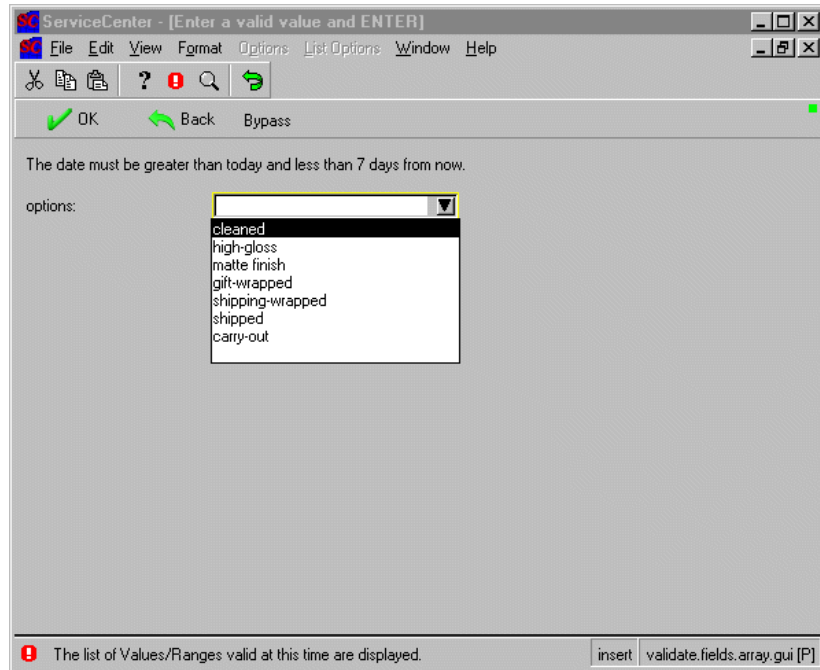 SC ServiceCenter - [Enter a valid value and ENTER]
SC File Edit View Format Options List Options Window Help
?
OK Back Bypass
The date must be greater than today and less than 7 days from now.
options:
cleaned
high-gloss
matte finish
gift-wrapped
shipping-wrapped
shipped
carry-out
The list of Values/Ranges valid at this time are displayed. insert validate.fields.array.gui [P]